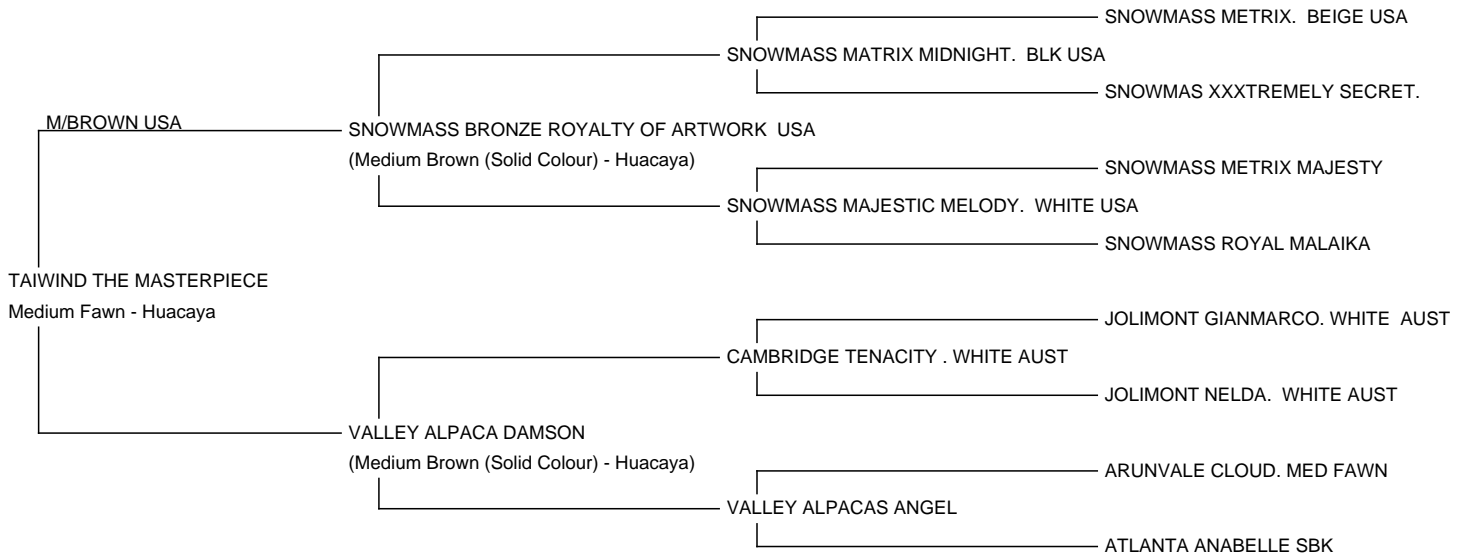 SNOWMASS METRIX.  BEIGE USA
SNOWMASS MATRIX MIDNIGHT.  BLK USA
SNOWMAS XXXTREMELY SECRET.
M/BROWN USA
SNOWMASS BRONZE ROYALTY OF ARTWORK  USA
(Medium Brown (Solid Colour) - Huacaya)
SNOWMASS METRIX MAJESTY
SNOWMASS MAJESTIC MELODY.  WHITE USA
SNOWMASS ROYAL MALAIKA
TAIWIND THE MASTERPIECE
Medium Fawn - Huacaya
JOLIMONT GIANMARCO. WHITE  AUST
CAMBRIDGE TENACITY . WHITE AUST
JOLIMONT NELDA.  WHITE AUST
VALLEY ALPACA DAMSON
(Medium Brown (Solid Colour) - Huacaya)
ARUNVALE CLOUD. MED FAWN
VALLEY ALPACAS ANGEL
ATLANTA ANABELLE SBK